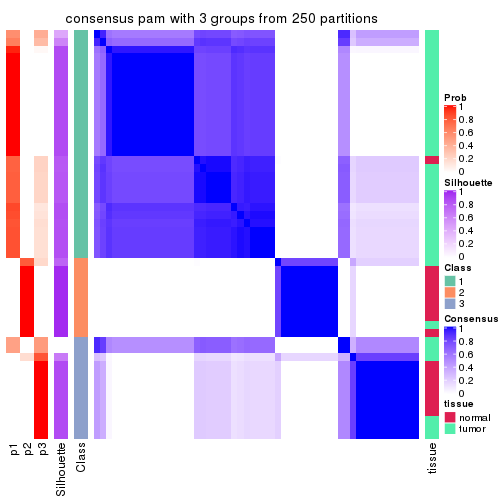 consensus pam with 3 groups from 250 partitions
Prob
1
0.8
0.6
0.4
0.2
0
Silhouette
1
0.8
0.6
0.4
0.2
0
Class
1
2
3
Consensus
1
0.8
0.6
0.4
0.2
0
tissue
normal
tumor
p1
p2
p3
Silhouette
Class
tissue